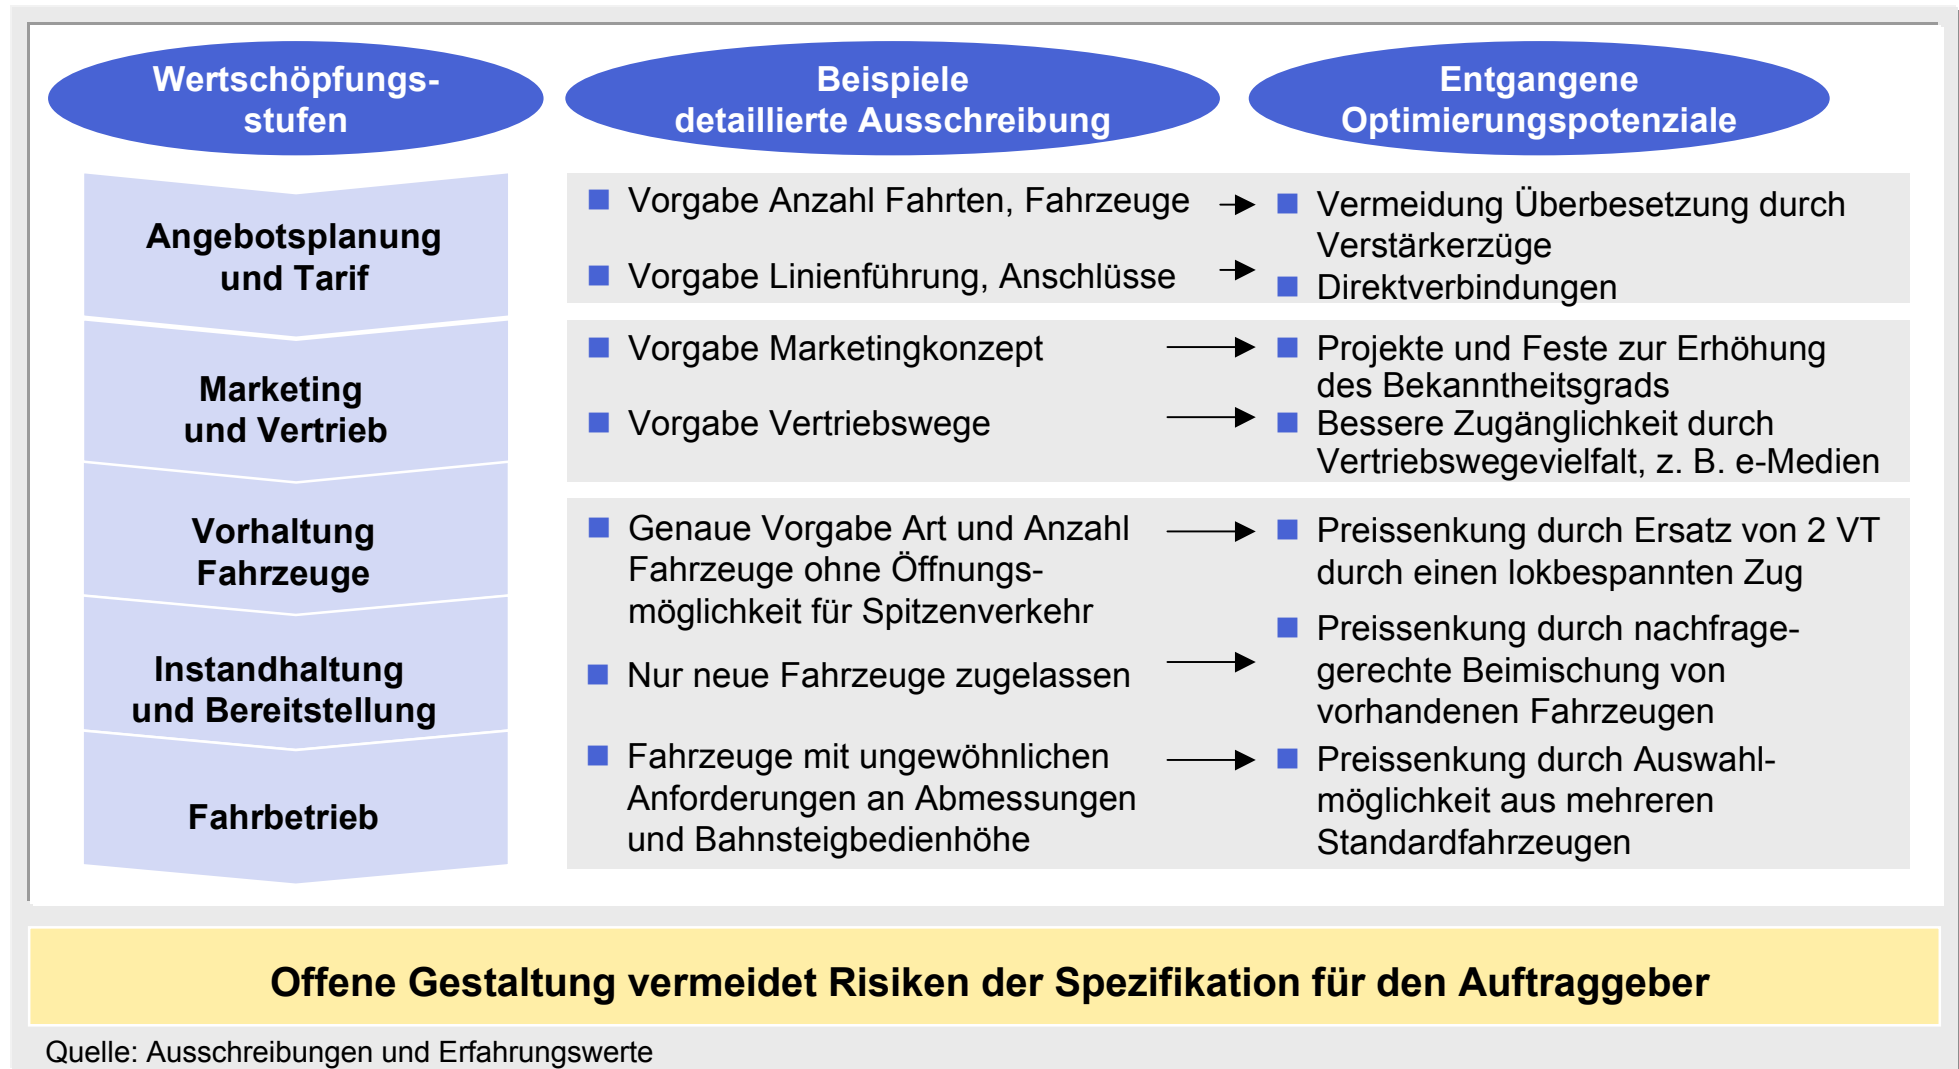 Wertschöpfungs-
stufen
Beispiele
detaillierte Ausschreibung
Entgangene
Optimierungspotenziale
Angebotsplanung
und Tarif
Vorgabe Anzahl Fahrten, Fahrzeuge
Vermeidung Überbesetzung durch
Verstärkerzüge
Vorgabe Linienführung, Anschlüsse
Direktverbindungen
Marketing
und Vertrieb
Vorgabe Marketingkonzept
Projekte und Feste zur Erhöhung
des Bekanntheitsgrads
Vorgabe Vertriebswege
Bessere Zugänglichkeit durch
Vertriebswegevielfalt, z. B. e-Medien
Vorhaltung
Fahrzeuge
Genaue Vorgabe Art und Anzahl
Fahrzeuge ohne Öffnungs-
möglichkeit für Spitzenverkehr
Preissenkung durch Ersatz von 2 VT
durch einen lokbespannten Zug
Instandhaltung
und Bereitstellung
Nur neue Fahrzeuge zugelassen
Preissenkung durch nachfrage-
gerechte Beimischung von
vorhandenen Fahrzeugen
Fahrbetrieb
Fahrzeuge mit ungewöhnlichen
Anforderungen an Abmessungen
und Bahnsteigbedienhöhe
Preissenkung durch Auswahl-
möglichkeit aus mehreren
Standardfahrzeugen
Offene Gestaltung vermeidet Risiken der Spezifikation für den Auftraggeber
Quelle: Ausschreibungen und Erfahrungswerte